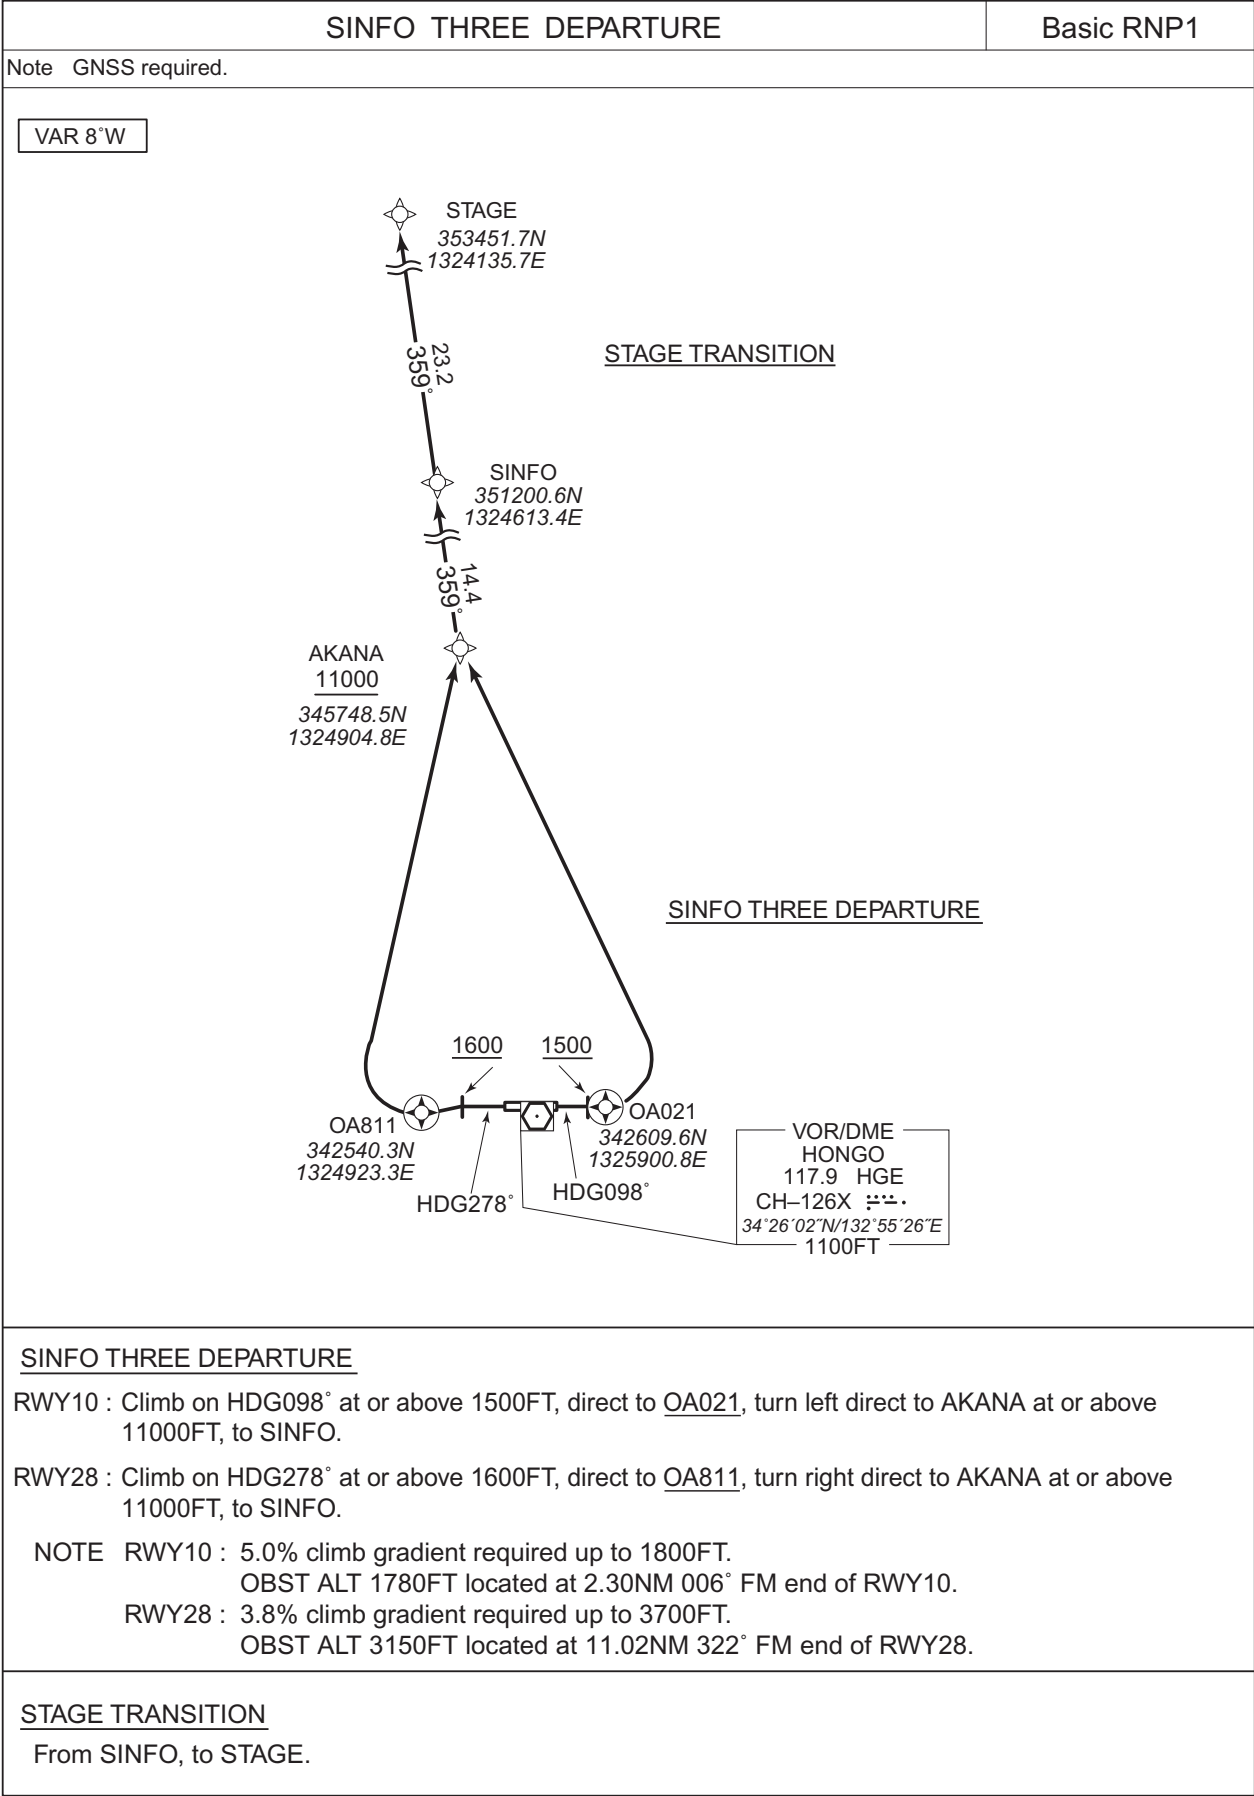 SINFO THREE DEPARTURE
Basic RNP1
Note GNSS required.
VAR 8°W
STAGE
353451.7N
1324135.7E
23.2
359°
STAGE TRANSITION
SINFO
351200.6N
1324613.4E
14.4
359°
AKANA
11000
345748.5N
1324904.8E
SINFO THREE DEPARTURE
1600
1500
OA811
342540.3N
1324923.3E
OA021
342609.6N
1325900.8E
HDG278°
HDG098°
VOR/DME
HONGO
117.9 HGE
CH–126X
34°26′02″N/132°55′26″E
1100FT
SINFO THREE DEPARTURE
RWY10 : Climb on HDG098° at or above 1500FT, direct to OA021, turn left direct to AKANA at or above
11000FT, to SINFO.
RWY28 : Climb on HDG278° at or above 1600FT, direct to OA811, turn right direct to AKANA at or above
11000FT, to SINFO.
NOTE RWY10 : 5.0% climb gradient required up to 1800FT.
OBST ALT 1780FT located at 2.30NM 006° FM end of RWY10.
RWY28 : 3.8% climb gradient required up to 3700FT.
OBST ALT 3150FT located at 11.02NM 322° FM end of RWY28.
STAGE TRANSITION
From SINFO, to STAGE.